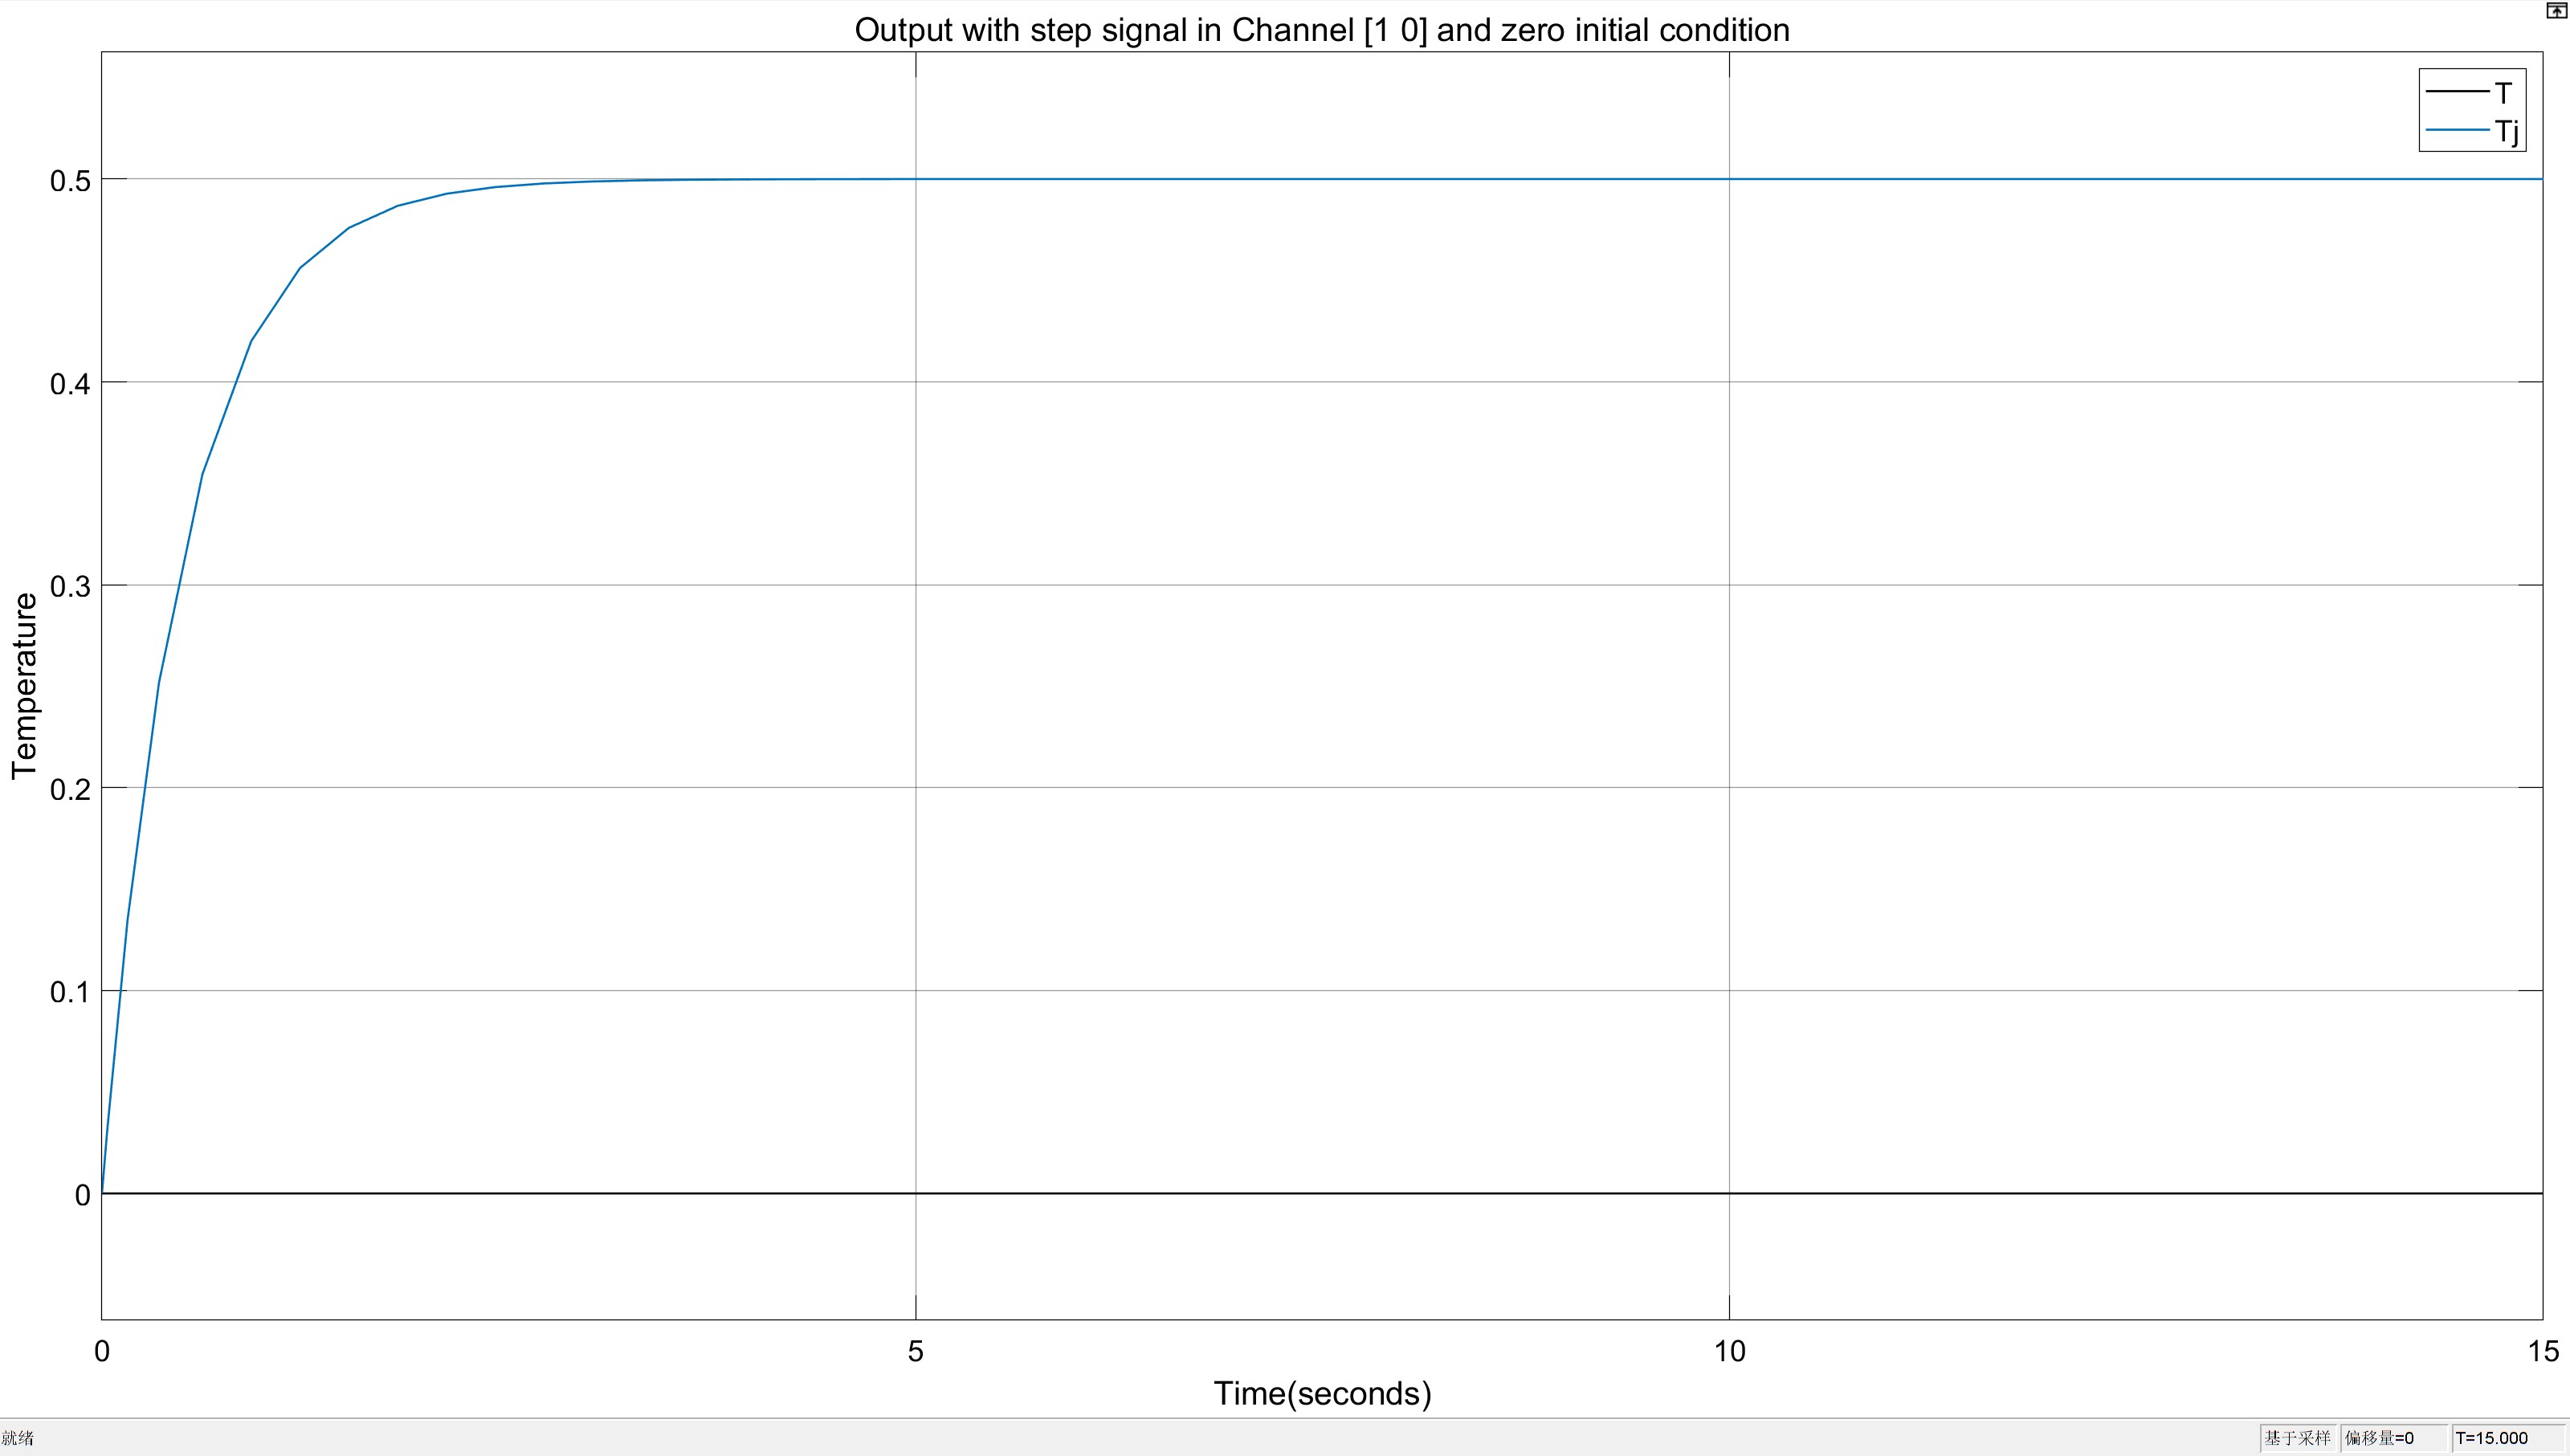 Output with step signal in Channel [1 0] and zero initial condition
T
Tj
0.5
0.4
0.3
0.2
0.1
0
Temperature
0
5
10
15
Time(seconds)
就绪
基于采样
偏移量=0
T=15.000